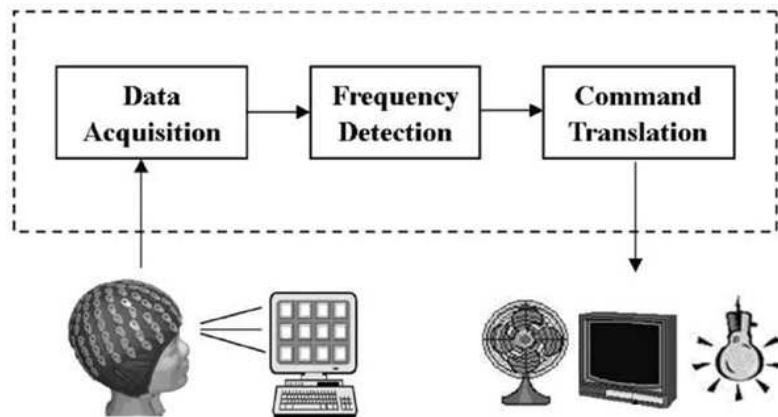 Data
Acquisition
Frequency
Detection
Command
Translation